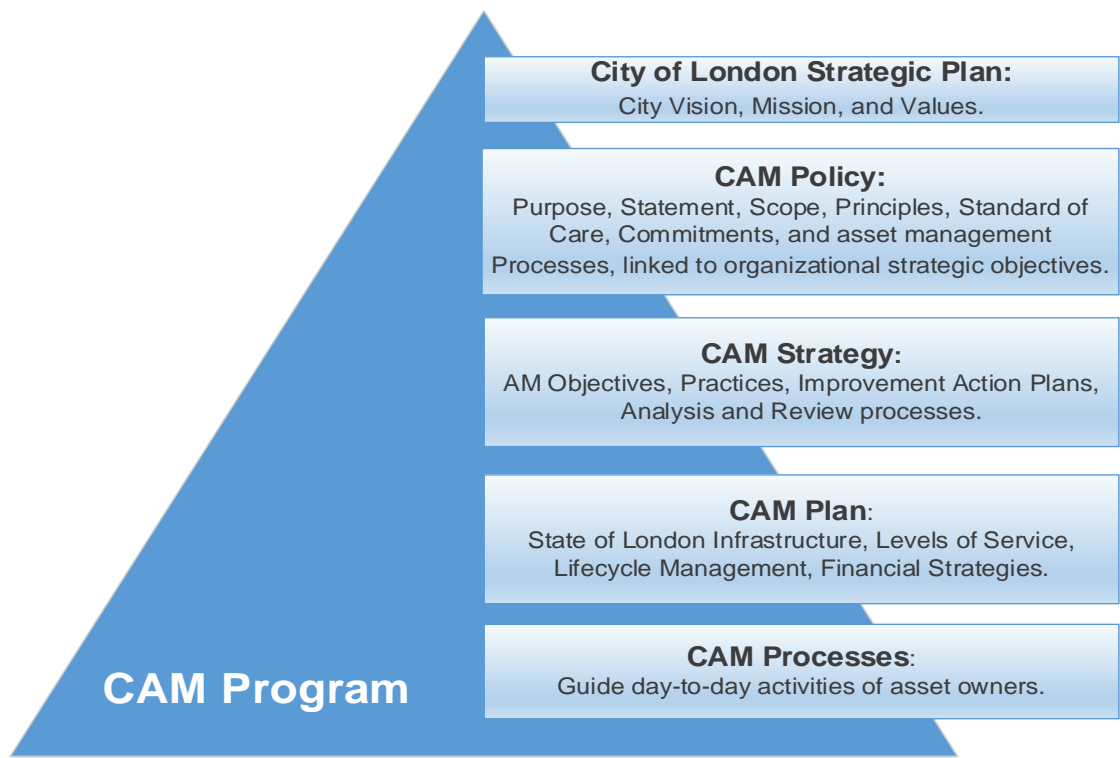 City of London Strategic Plan:
City Vision, Mission, and Values.
CAM Policy:
Purpose, Statement, Scope, Principles, Standard of
Care, Commitments, and asset management
Processes, linked to organizational strategic objectives.
CAM Strategy:
AM Objectives, Practices, Improvement Action Plans,
Analysis and Review processes.
CAM Plan:
State of London Infrastructure, Levels of Service,
Lifecycle Management, Financial Strategies.
CAM Processes:
Guide day-to-day activities of asset owners.
CAM Program